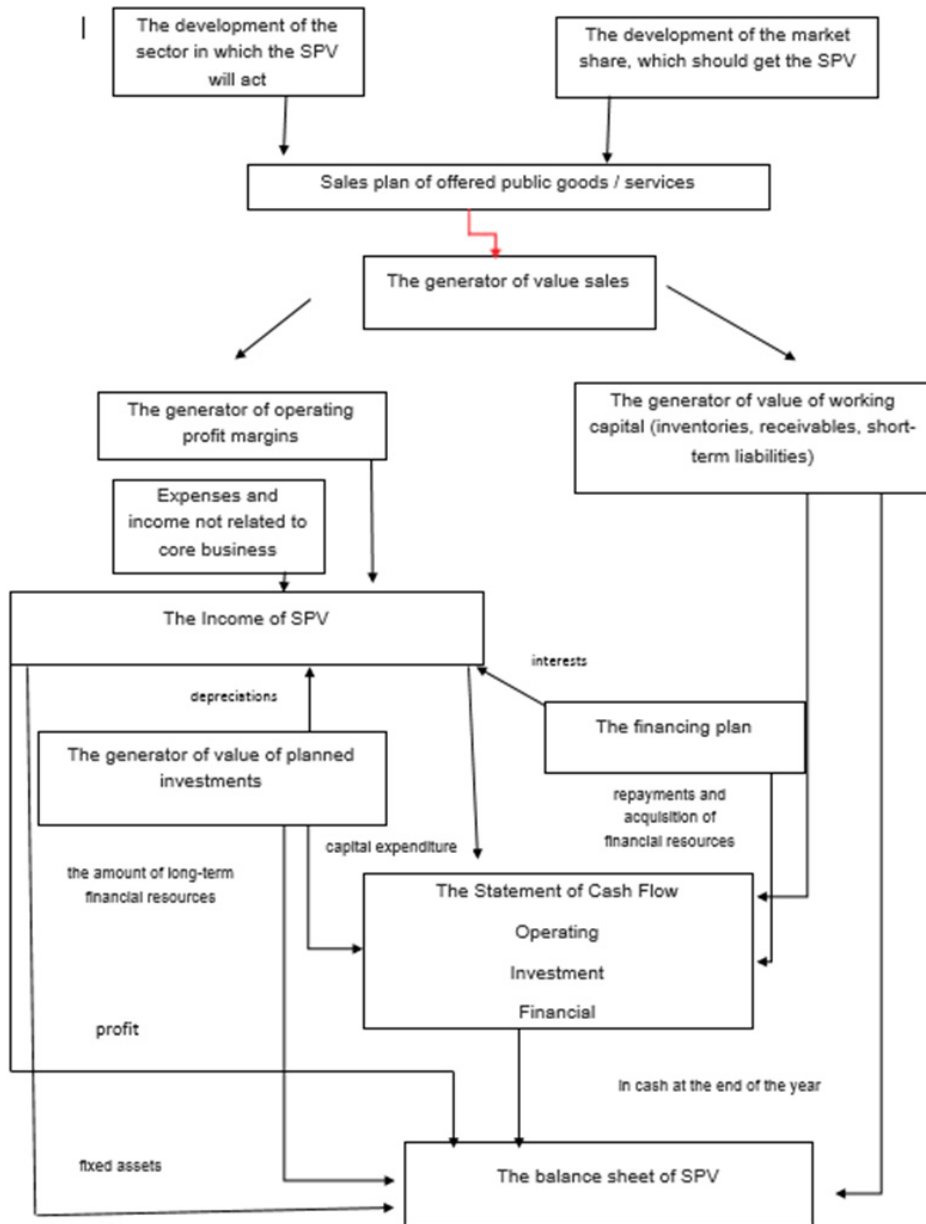 The development of the
sector in which the SPV
will act
The development of the market
share, which should get the SPV
Sales plan of offered public goods / services
The generator of value sales
The generator of operating
profit margins
The generator of value of working
capital (inventories, receivables, short-
term liabilities)
Expenses and
income not related to
core business
The Income of SPV
interests
depreciations
The financing plan
The generator of value of planned
investments
repayments and
acquisition of
financial resources
capital expenditure
the amount of long-term
financial resources
The Statement of Cash Flow
Operating
Investment
Financial
profit
In cash at the end of the year
fixed assets
The balance sheet of SPV